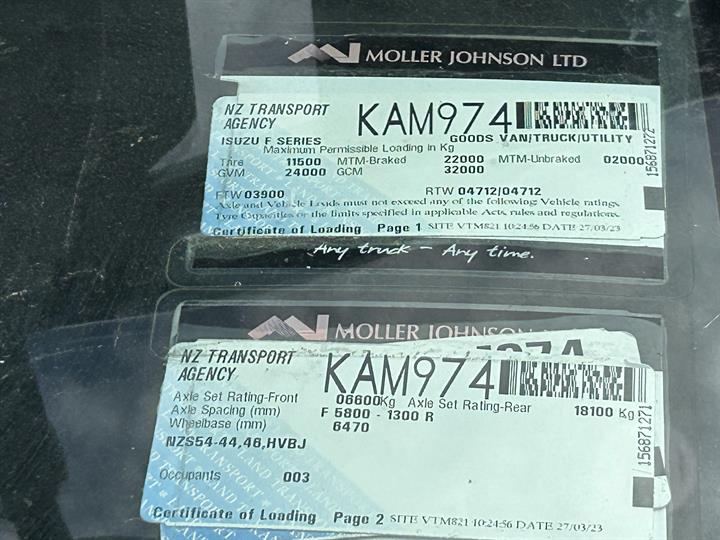 MOLLER JOHNSON LTD
NZ TRANSPORT
AGENCY
KAM974
ISUZU F SERIES
GOODS VAN/TRUCK/UTILITY
Maximum Permissible Loading in Kg
Tare 11500 MTM-Braked 22000 MTM-Unbraked 02000
GVM 24000 GCM 32000
FTW 03900 RTW 04712/04712
Axle and Vehicle Loads must not exceed any of the following Vehicle ratings,
Tyre Capacities or the limits specified in applicable Acts, rules and regulations.
Certificate of Loading Page 1 SITE VTM821 10:24:56 DATE 27/03/23
156871272
Any truck – Any time.
MOLLER JOHNSON
NZ TRANSPORT
AGENCY
KAM974
Axle Set Rating-Front 06600Kg Axle Set Rating-Rear 18100 Kg
Axle Spacing (mm) F 5800 - 1300 R
Wheelbase (mm) 6470
NZS54-44,46,HVBJ
Occupants 003
Certificate of Loading Page 2 SITE VTM821 10:24:56 DATE 27/03/23
156871271